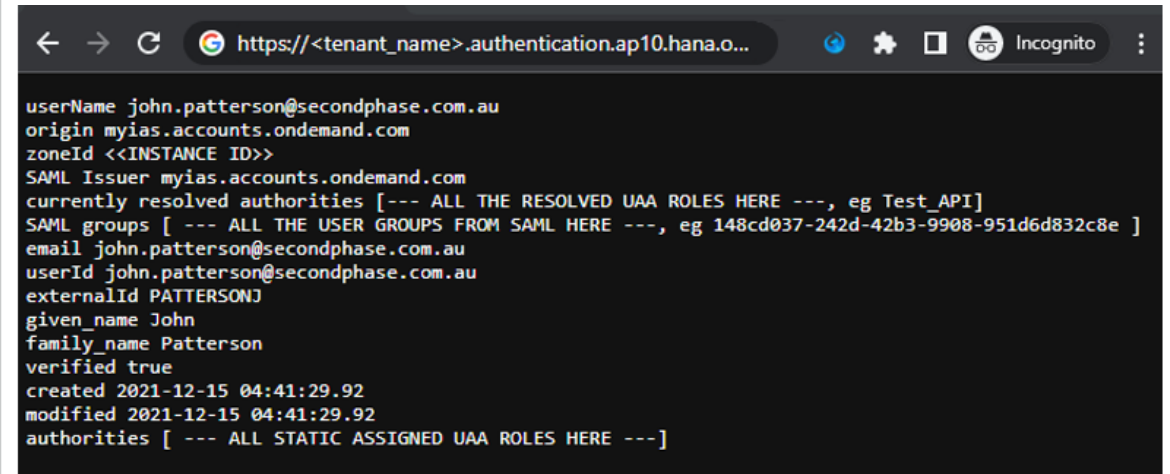 https://<tenant_name>.authentication.ap10.hana.o...
Incognito
userName john.patterson@secondphase.com.au
origin myias.accounts.ondemand.com
zoneId <<INSTANCE ID>>
SAML Issuer myias.accounts.ondemand.com
currently resolved authorities [--- ALL THE RESOLVED UAA ROLES HERE ---, eg Test_API]
SAML groups [ --- ALL THE USER GROUPS FROM SAML HERE ---, eg 148cd037-242d-42b3-9908-951d6d832c8e ]
email john.patterson@secondphase.com.au
userId john.patterson@secondphase.com.au
externalId PATTERSONJ
given_name John
family_name Patterson
verified true
created 2021-12-15 04:41:29.92
modified 2021-12-15 04:41:29.92
authorities [ --- ALL STATIC ASSIGNED UAA ROLES HERE ---]